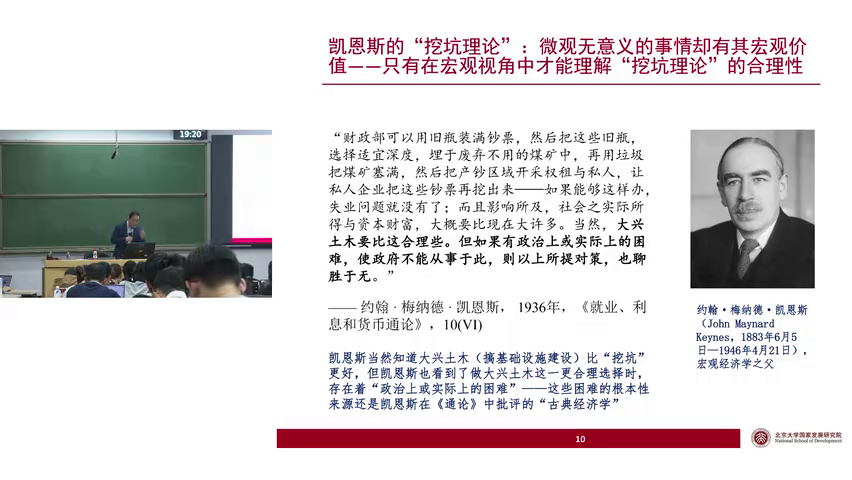 凯恩斯的“挖坑理论”：微观无意义的事情却有其宏观价
值——只有在宏观视角中才能理解“挖坑理论”的合理性
19:20
“财政部可以用旧瓶装满钞票，然后把这些旧瓶，
选择适宜深度，埋于废弃不用的煤矿中，再用垃圾
把煤矿塞满，然后把产钞区域开采权租与私人，让
私人企业把这些钞票再挖出来——如果能够这样办，
失业问题就没有了；而且影响所及，社会之实际所
得与资本财富，大概要比现在大许多。当然，大兴
土木要比这合理些。但如果有政治上或实际上的困
难，使政府不能从事于此，则以上所提对策，也聊
胜于无。”
—— 约翰·梅纳德·凯恩斯， 1936年，《就业、利
息和货币通论》，10(VI)
凯恩斯当然知道大兴土木（搞基础设施建设）比“挖坑”
更好，但凯恩斯也看到了做大兴土木这一更合理选择时，
存在着“政治上或实际上的困难”——这些困难的根本性
来源还是凯恩斯在《通论》中批评的“古典经济学”
约翰·梅纳德·凯恩斯
（John Maynard
Keynes，1883年6月5
日—1946年4月21日），
宏观经济学之父
10
北京大学国家发展研究院
National School of Development